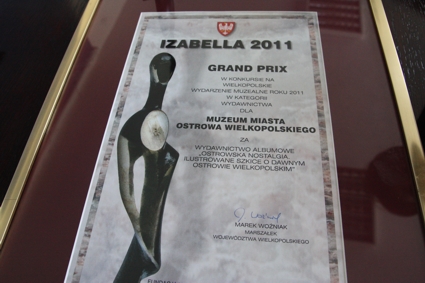 IZABELLA 2011
GRAND PRIX
W KONKURSIE NA
WIELKOPOLSKIE
WYDARZENIE MUZEALNE ROKU 2011
W KATEGORII
WYDAWNICTWA
DLA
MUZEUM MIASTA
OSTROWA WIELKOPOLSKIEGO
ZA
WYDAWNICTWO ALBUMOWE
„OSTROWSKA NOSTALGIA.
ILUSTROWANE SZKICE O DAWNYM
OSTROWIE WIELKOPOLSKIM”
MAREK WOŹNIAK
MARSZAŁEK
WOJEWÓDZTWA WIELKOPOLSKIEGO